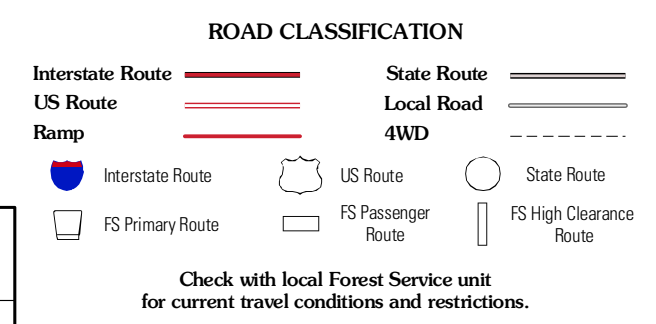 ROAD CLASSIFICATION
Interstate Route
State Route
US Route
Local Road
Ramp
4WD
Interstate Route
US Route
State Route
FS Primary Route
FS Passenger
Route
FS High Clearance
Route
Check with local Forest Service unit
for current travel conditions and restrictions.